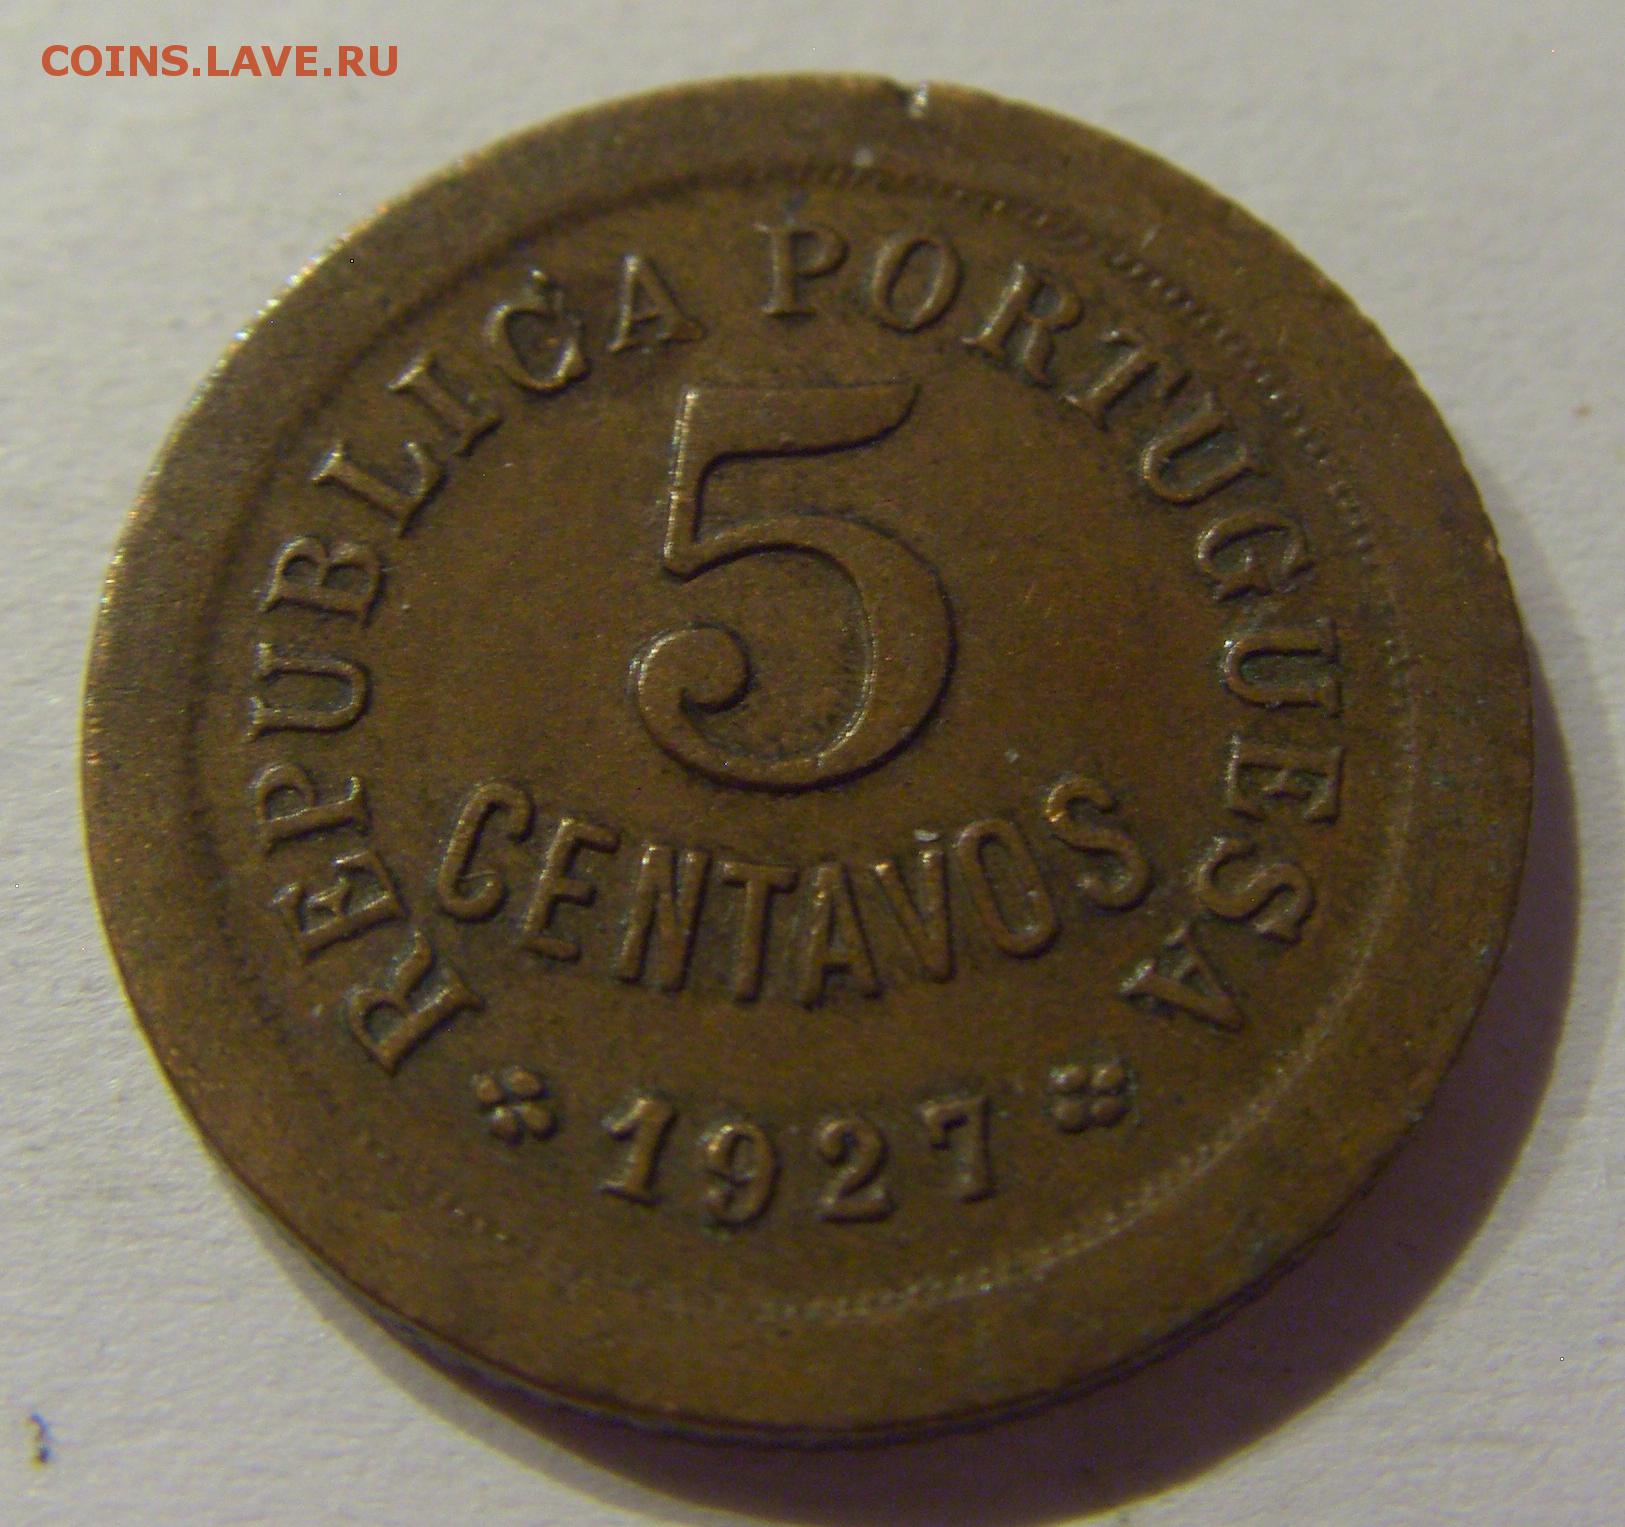 COINS.LAVE.RU
REPUBLICA PORTUGUESA
5
CENTAVOS
1927